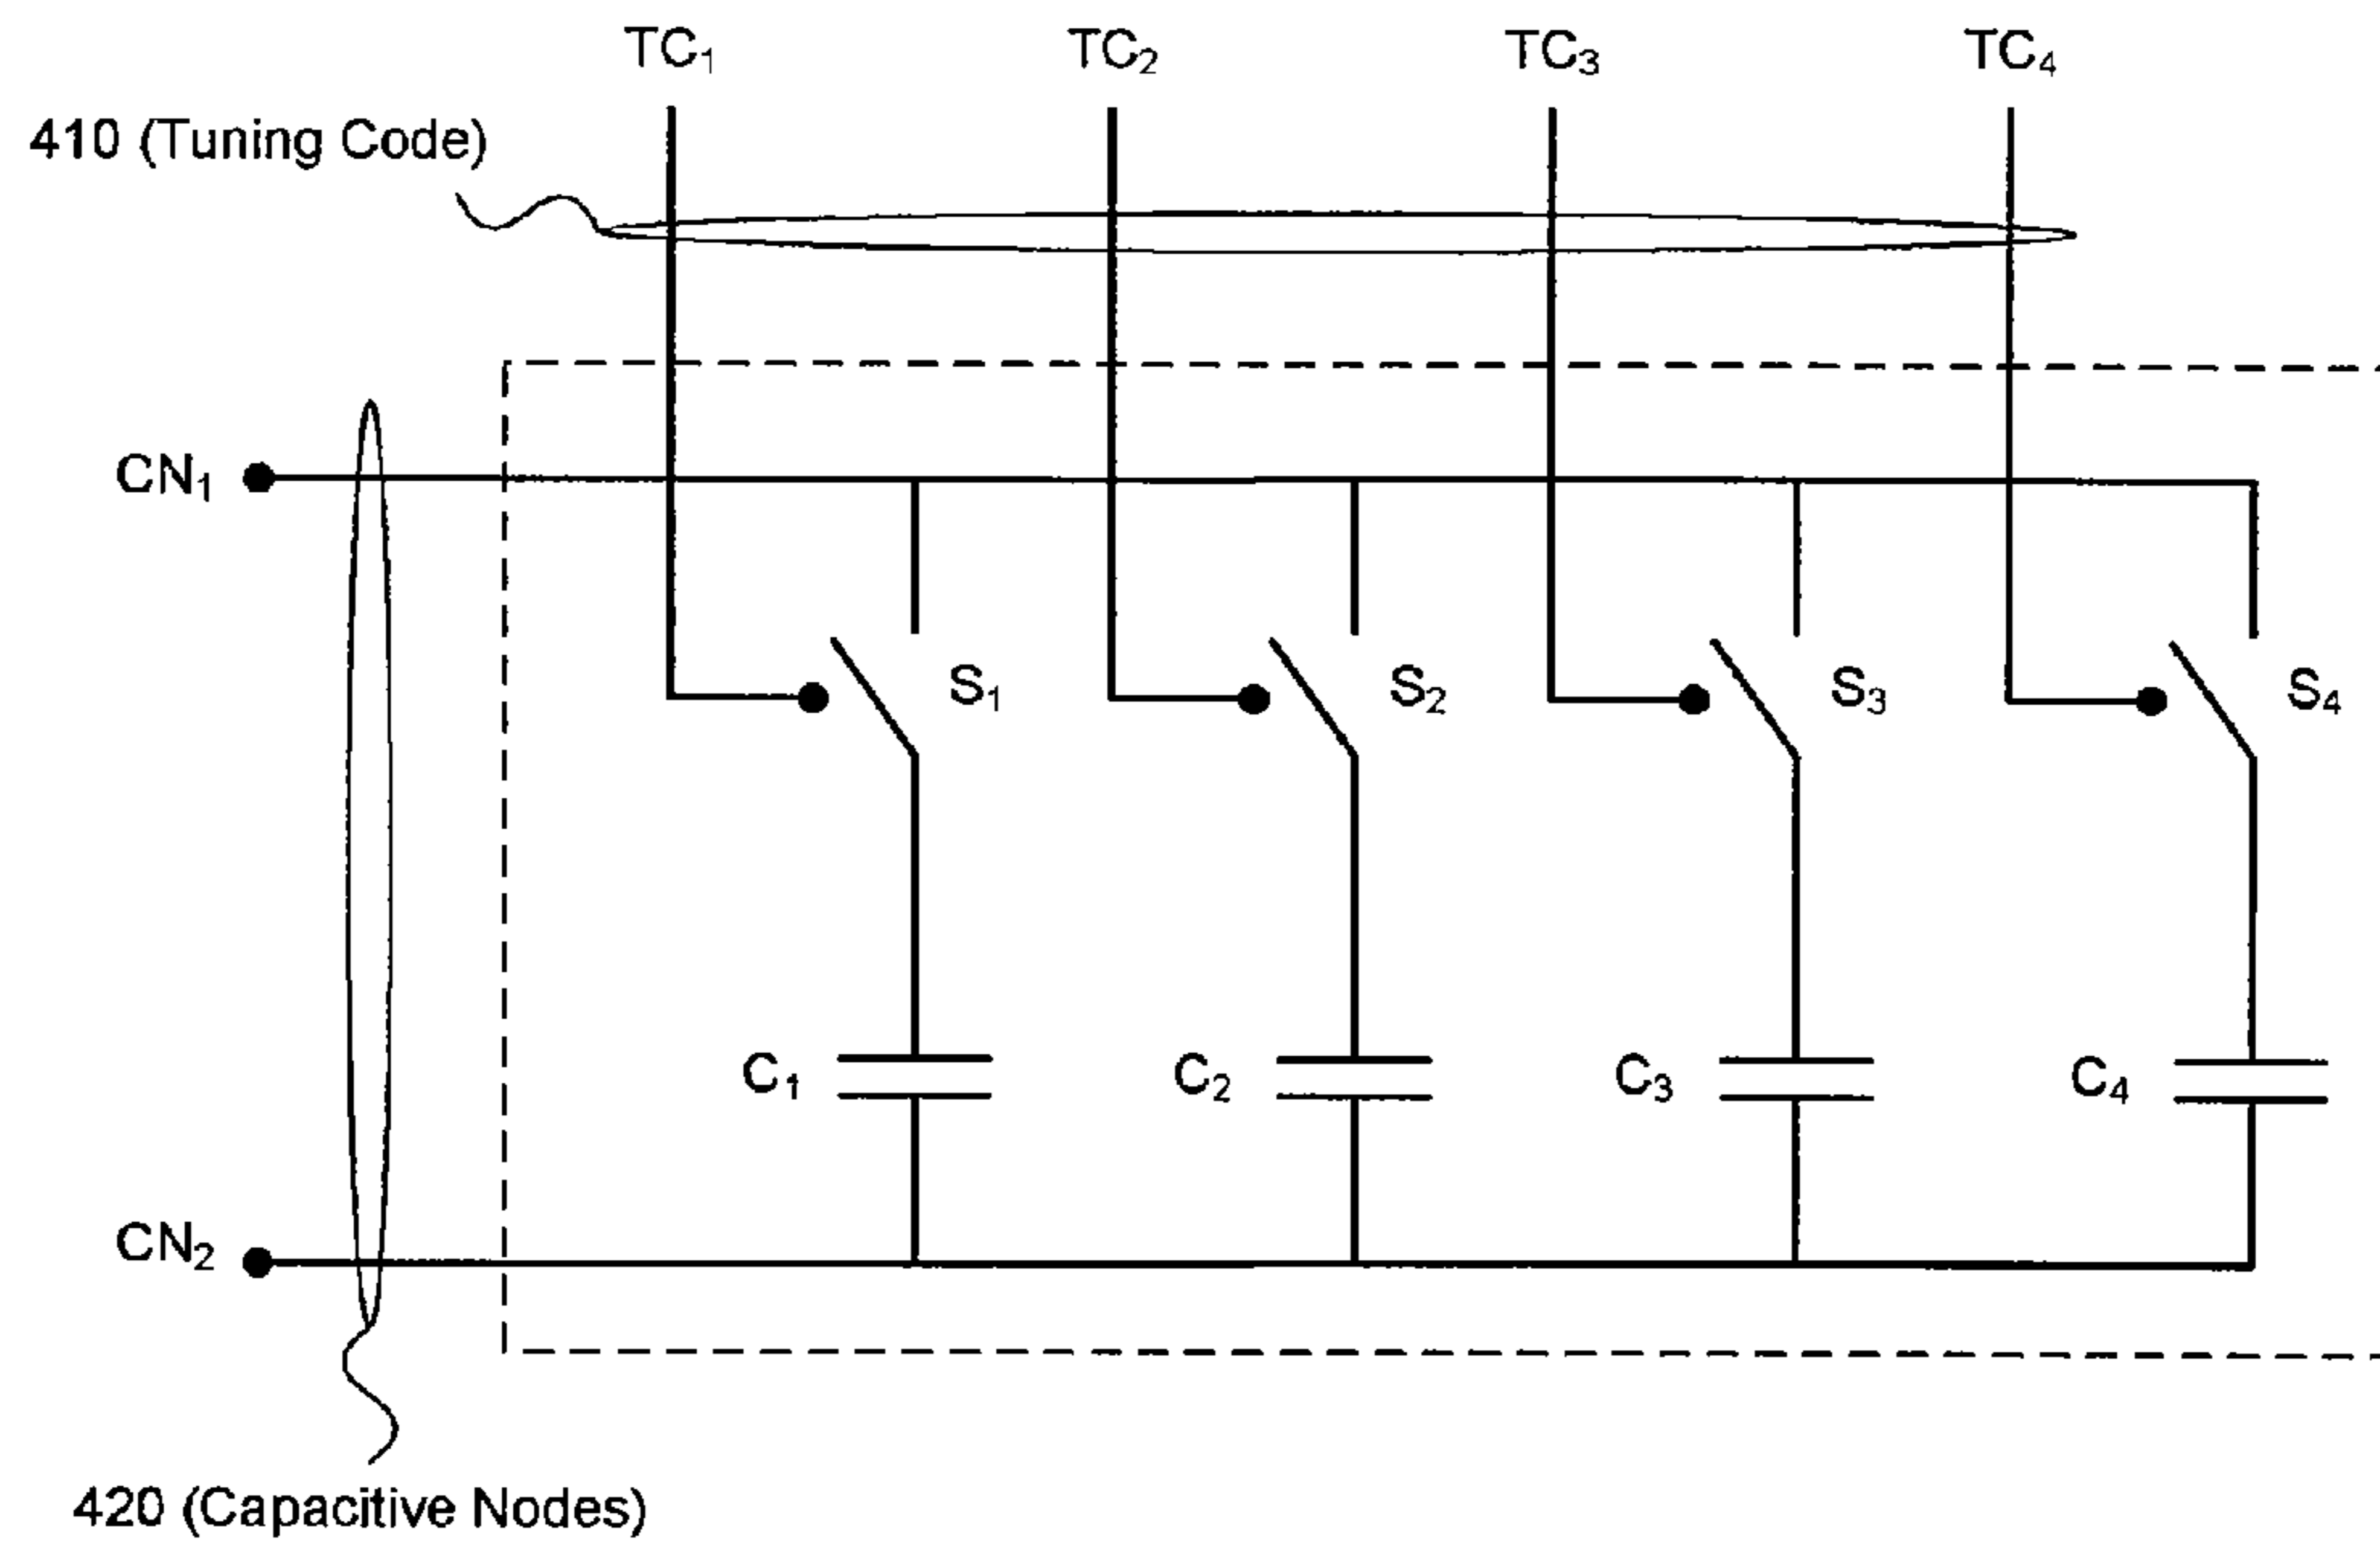 TC₁ TC₂ TC₃ TC₄
410 (Tuning Code)
CN₁
S₁ S₂ S₃ S₄
C₁ C₂ C₃ C₄
CN₂
420 (Capacitive Nodes)